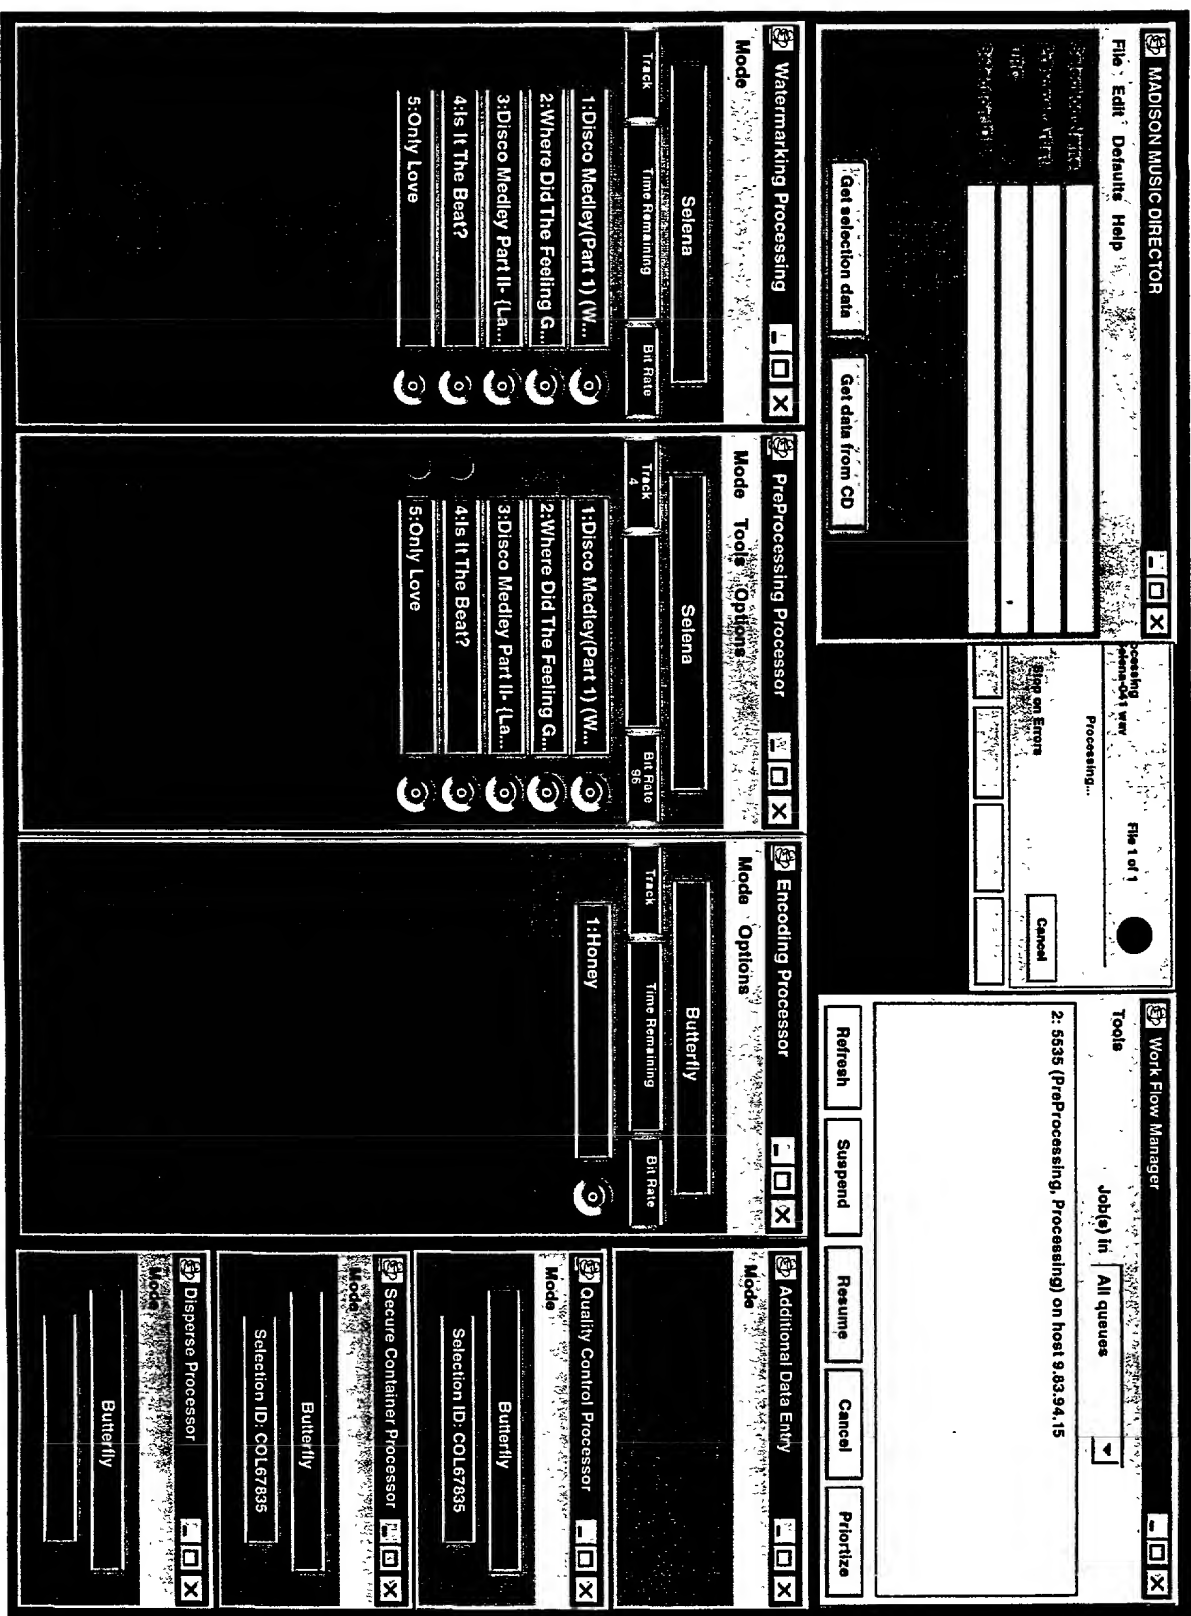 MADISON MUSIC DIRECTOR
File Edit Defaults Help
Get selection data
Get data from CD
File 1 of 1
Processing...
Stop on Errors
Cancel
Work Flow Manager
Tools
Job(s) in
All queues
2: 5535 (PreProcessing, Processing) on host 9.83.94.15
Refresh
Suspend
Resume
Cancel
Priortize
Watermarking Processing
Mode
Selena
Track
Time Remaining
Bit Rate
1:Disco Medley(Part 1) (W...
2:Where Did The Feeling G...
3:Disco Medley Part II- {La...
4:Is It The Beat?
5:Only Love
PreProcessing Processor
Mode Tools Options
Selena
Track
4
Bit Rate
96
1:Disco Medley(Part 1) (W...
2:Where Did The Feeling G...
3:Disco Medley Part II- {La...
4:Is It The Beat?
5:Only Love
Encoding Processor
Mode Options
Butterfly
Track
Time Remaining
Bit Rate
1:Honey
Additional Data Entry
Mode
Quality Control Processor
Mode
Butterfly
Selection ID: COL67835
Secure Container Processor
Mode
Butterfly
Selection ID: COL67835
Disperse Processor
Mode
Butterfly